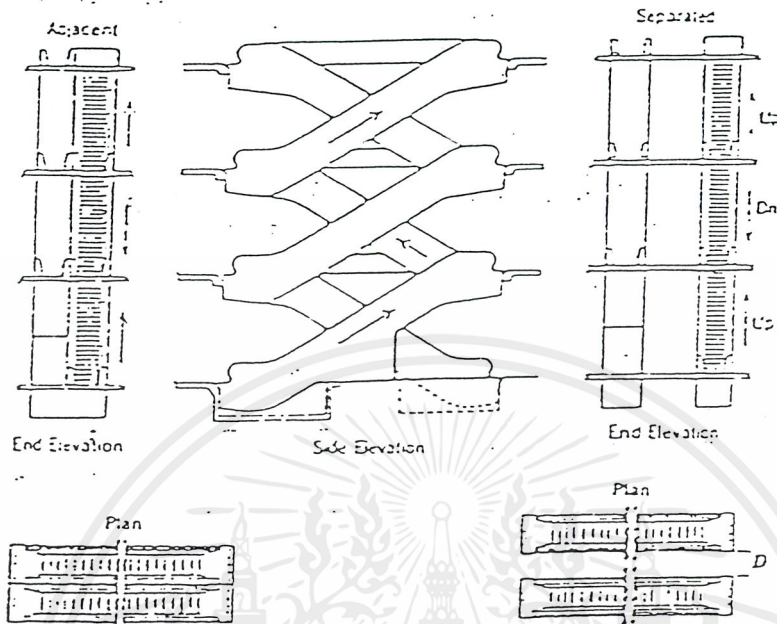 Adjacent
Separated
Up
Dn
Up
End Elevation
Side Elevation
End Elevation
Plan
Plan
D